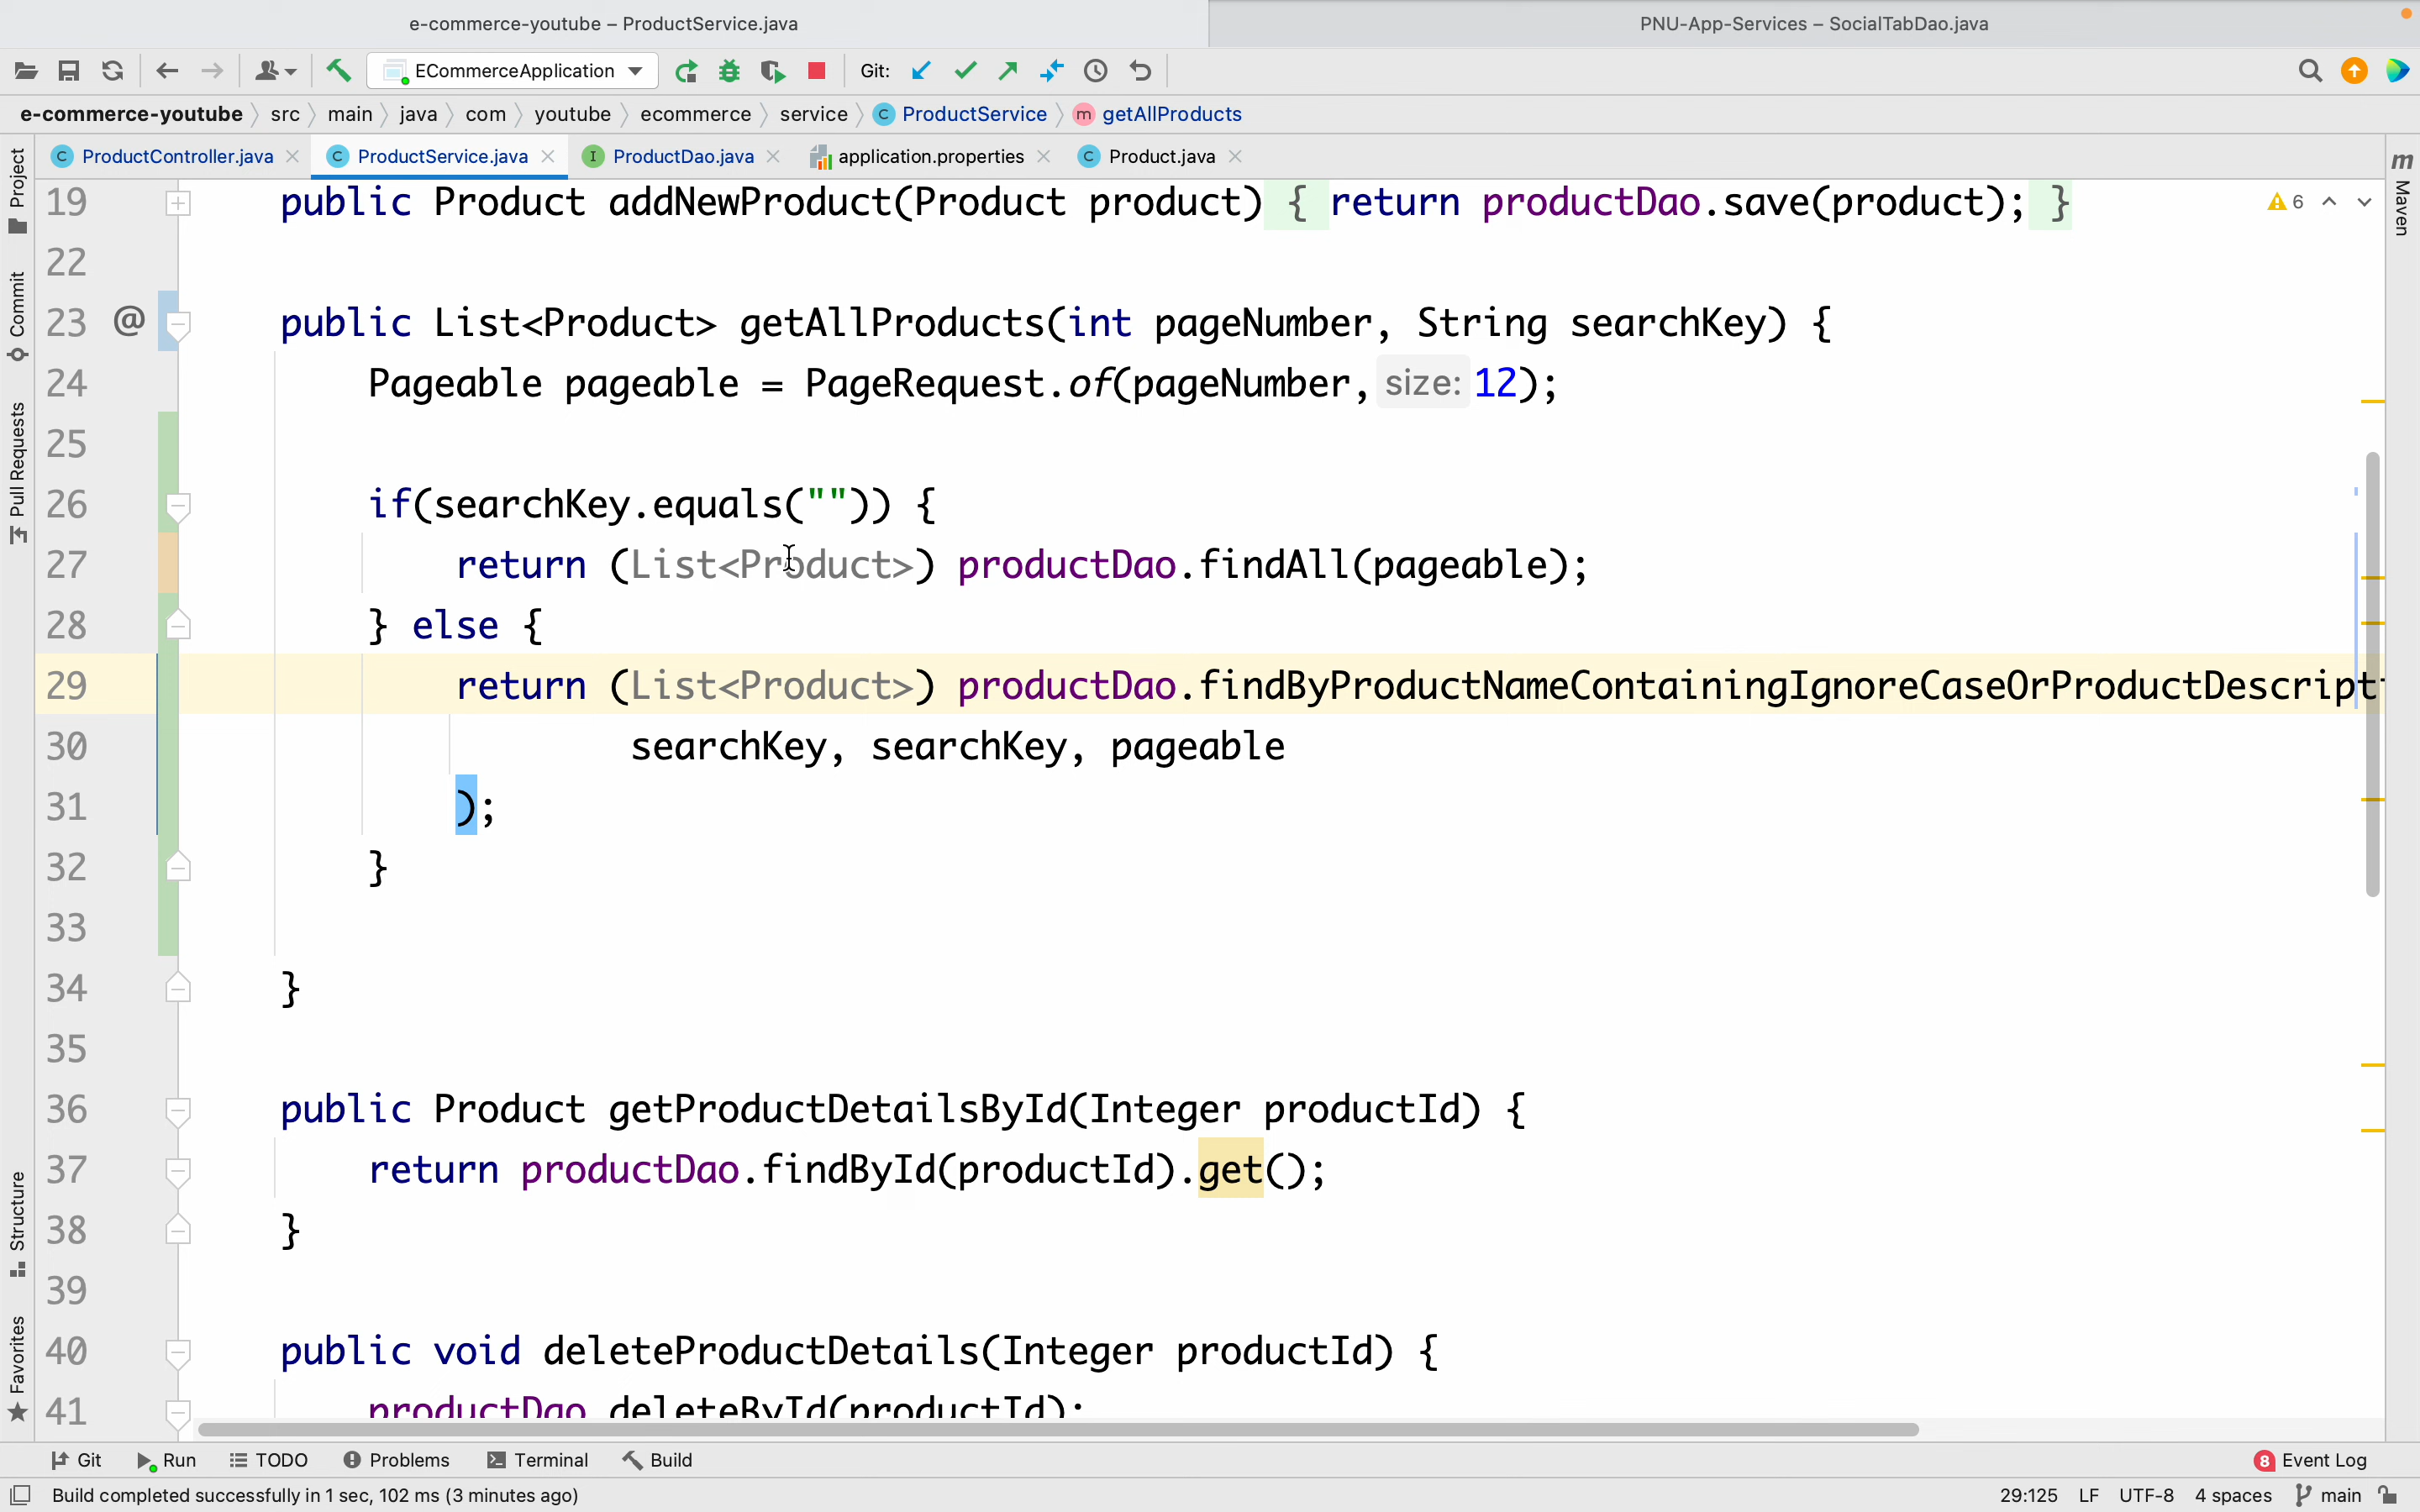 e-commerce-youtube – ProductService.java
PNU-App-Services – SocialTabDao.java
ECommerceApplication
Git:
e-commerce-youtube src main java com youtube ecommerce service C ProductService m getAllProducts
C ProductController.java C ProductService.java I ProductDao.java application.properties C Product.java
Project
Commit
Pull Requests
Structure
Favorites
m Maven
6
19 public Product addNewProduct(Product product) { return productDao.save(product); }
22
23 @ public List<Product> getAllProducts(int pageNumber, String searchKey) {
24 Pageable pageable = PageRequest.of(pageNumber, size: 12);
25
26 if(searchKey.equals("")) {
27 return (List<Product>) productDao.findAll(pageable);
28 } else {
29 return (List<Product>) productDao.findByProductNameContainingIgnoreCaseOrProductDescript
30 searchKey, searchKey, pageable
31 );
32 }
33
34 }
35
36 public Product getProductDetailsById(Integer productId) {
37 return productDao.findById(productId).get();
38 }
39
40 public void deleteProductDetails(Integer productId) {
41 productDao.deleteById(productId);
Git Run TODO Problems Terminal Build
8 Event Log
Build completed successfully in 1 sec, 102 ms (3 minutes ago)
29:125 LF UTF-8 4 spaces main